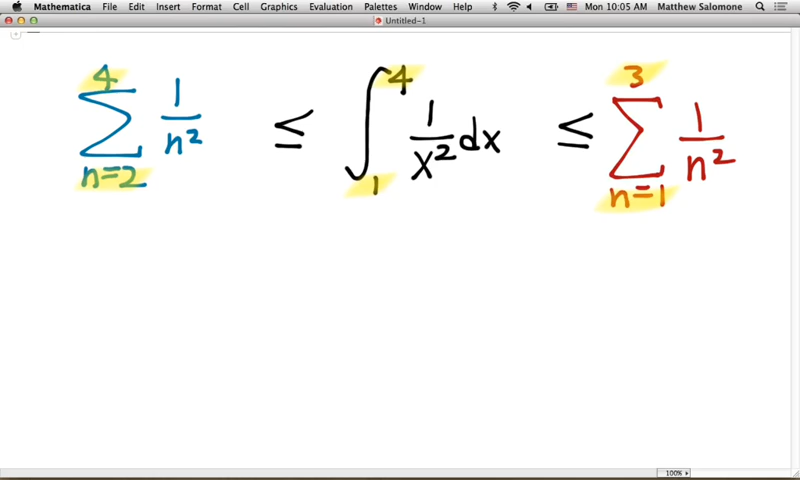 Mathematica File Edit Insert Format Cell Graphics Evaluation Palettes Window Help Mon 10:05 AM Matthew Salomone
Untitled-1
4 ∑ n=2 1/n² ≤ ∫ 4 1 1/x² dx ≤ 3 ∑ n=1 1/n²
100%